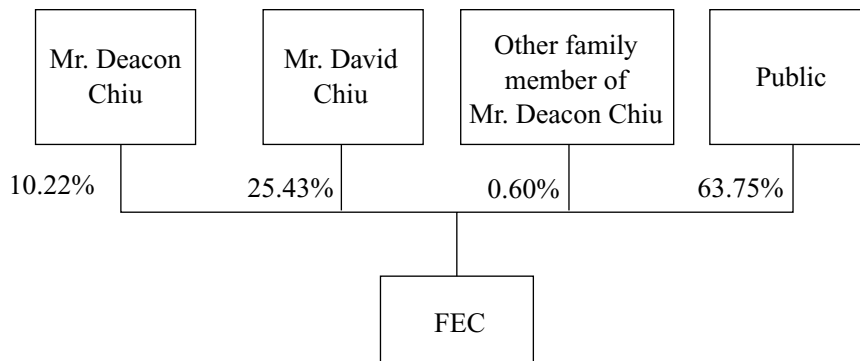 Mr. Deacon
Chiu
Mr. David
Chiu
Other family
member of
Mr. Deacon Chiu
Public
10.22%
25.43%
0.60%
63.75%
FEC